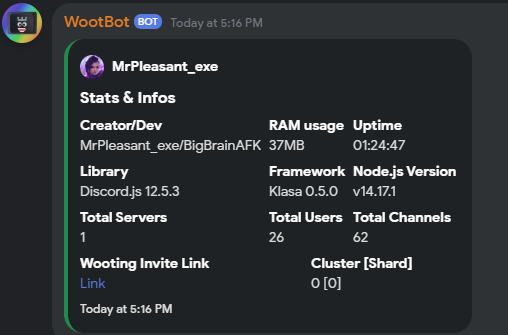 WootBot BOT Today at 5:16 PM
MrPleasant_exe
Stats & Infos
Creator/Dev RAM usage Uptime
MrPleasant_exe/BigBrainAFK 37MB 01:24:47
Library Framework Node.js Version
Discord.js 12.5.3 Klasa 0.5.0 v14.17.1
Total Servers Total Users Total Channels
1 26 62
Wooting Invite Link Cluster [Shard]
Link 0 [0]
Today at 5:16 PM